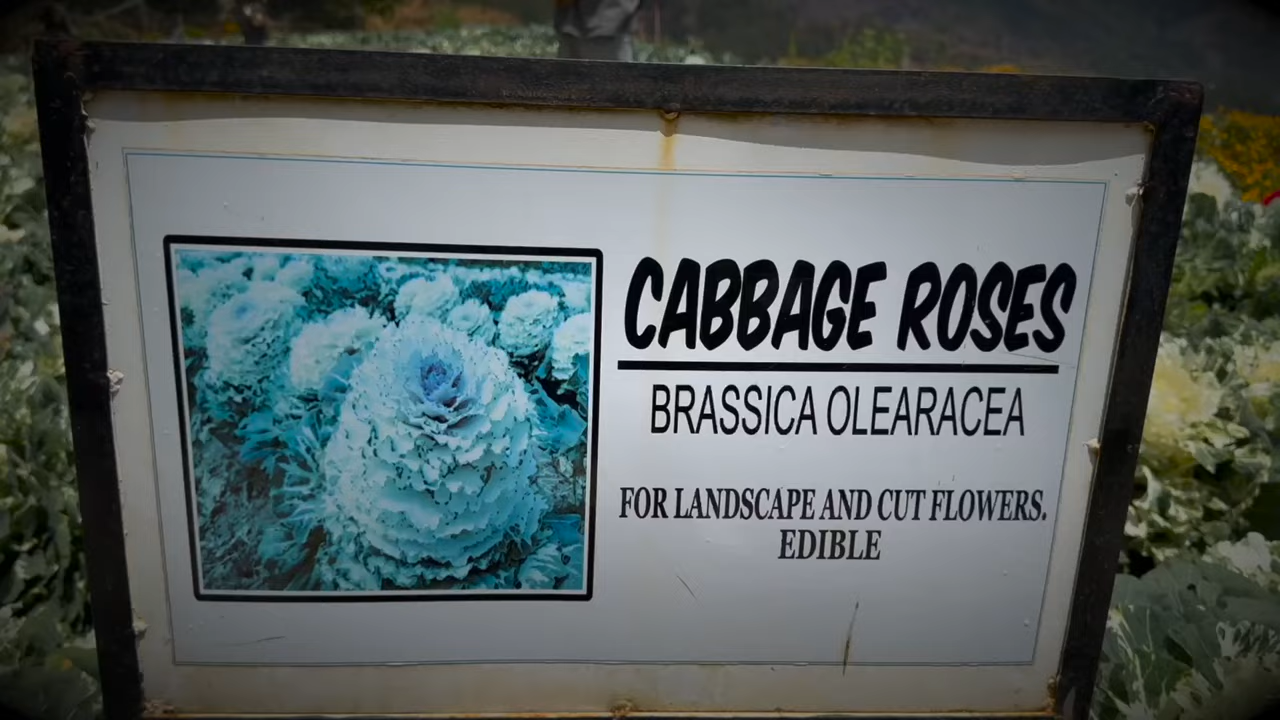 CABBAGE ROSES
BRASSICA OLEARACEA
FOR LANDSCAPE AND CUT FLOWERS.
EDIBLE